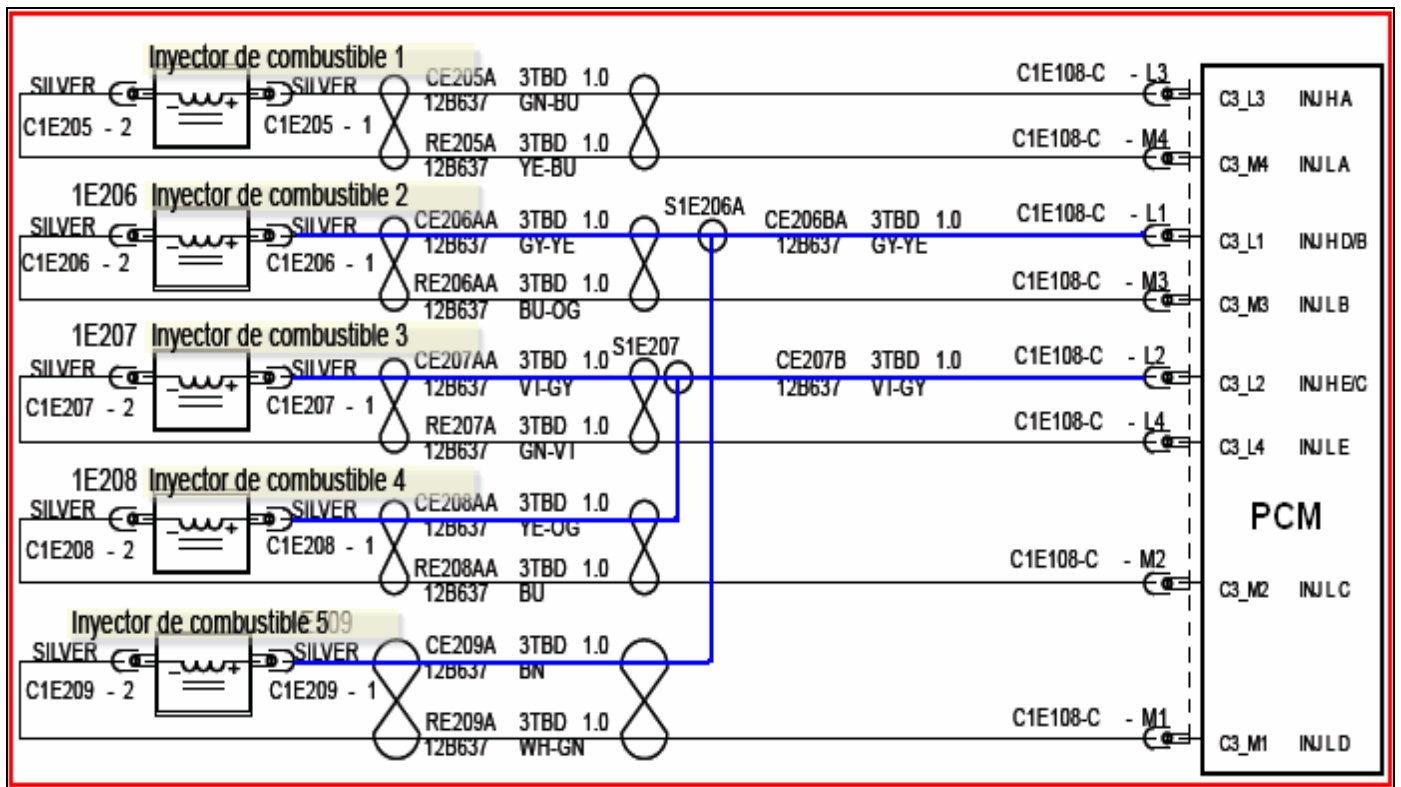 Inyector de combustible 1
SILVER SILVER CE205A 3TBD 1.0 C1E108-C - L3
12B637 GN-BU C3_L3 INJ H A
C1E205 - 2 C1E205 - 1
RE205A 3TBD 1.0 C1E108-C - M4
12B637 YE-BU C3_M4 INJ L A
1E206 Inyector de combustible 2
SILVER SILVER CE206AA 3TBD 1.0 S1E206A CE206BA 3TBD 1.0 C1E108-C - L1
12B637 GY-YE 12B637 GY-YE C3_L1 INJ H D/B
C1E206 - 2 C1E206 - 1
RE206AA 3TBD 1.0 C1E108-C - M3
12B637 BU-OG C3_M3 INJ L B
1E207 Inyector de combustible 3
SILVER SILVER CE207AA 3TBD 1.0 S1E207 CE207B 3TBD 1.0 C1E108-C - L2
12B637 VT-GY 12B637 VT-GY C3_L2 INJ H E/C
C1E207 - 2 C1E207 - 1
RE207A 3TBD 1.0 C1E108-C - L4
12B637 GN-VT C3_L4 INJ L E
1E208 Inyector de combustible 4
SILVER SILVER CE208AA 3TBD 1.0
12B637 YE-OG PCM
C1E208 - 2 C1E208 - 1
RE208AA 3TBD 1.0 C1E108-C - M2
12B637 BU C3_M2 INJ L C
Inyector de combustible 5
SILVER SILVER CE209A 3TBD 1.0
12B637 BN
C1E209 - 2 C1E209 - 1
RE209A 3TBD 1.0 C1E108-C - M1
12B637 WH-GN C3_M1 INJ L D